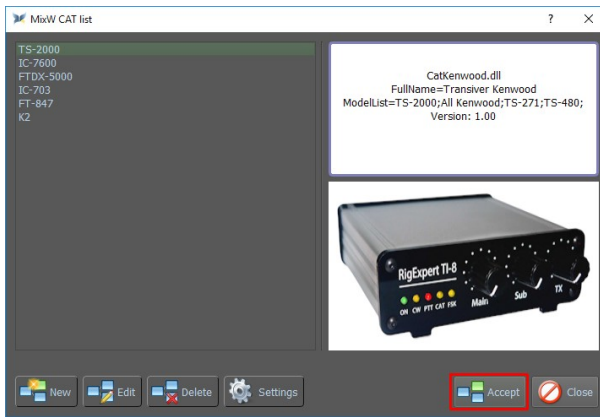 MixW CAT list
TS-2000
IC-7600
FTDX-5000
IC-703
FT-847
K2
CatKenwood.dll
FullName=Transiver Kenwood
ModelList=TS-2000;All Kenwood;TS-271;TS-480;
Version: 1.00
RigExpert TI-8
ON CW PTT CAT FSK
Main Sub TX
New Edit Delete Settings Accept Close